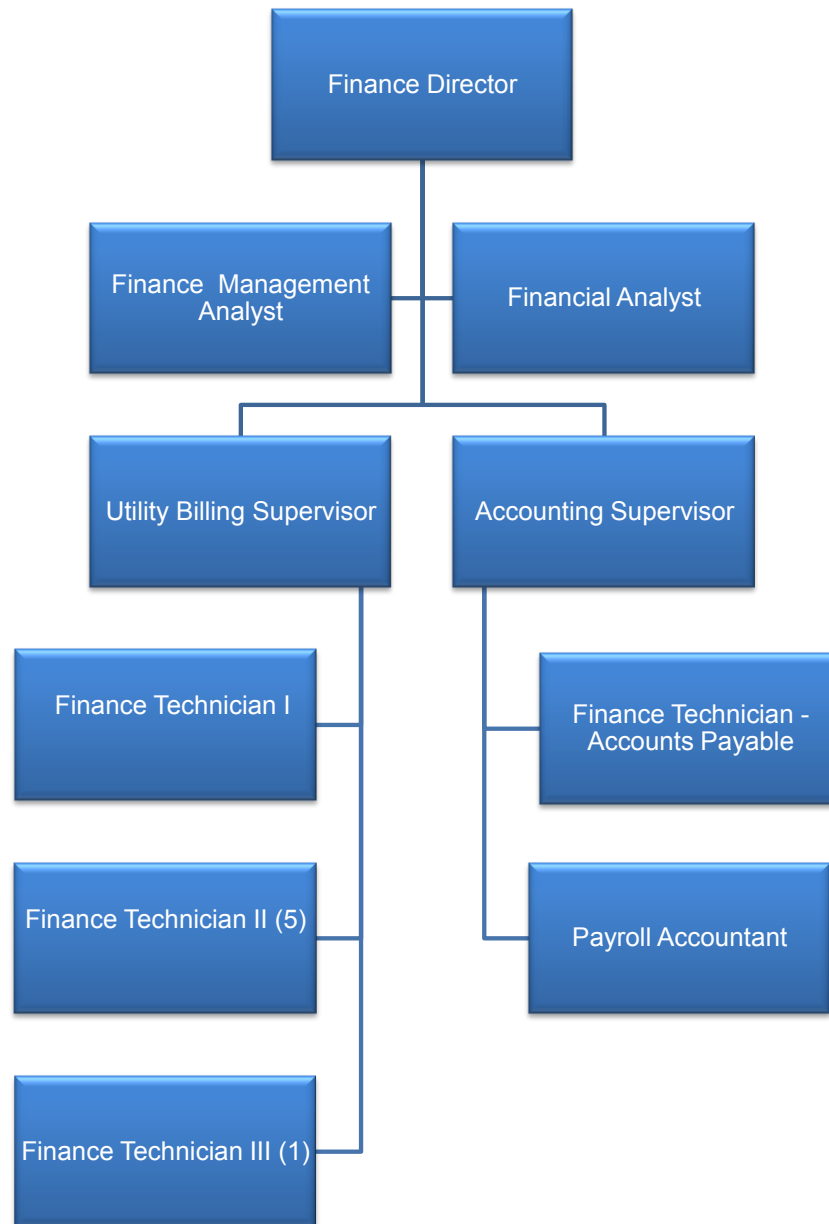 Finance Director
Finance  Management
Analyst
Financial Analyst
Utility Billing Supervisor
Accounting Supervisor
Finance Technician I
Finance Technician -
Accounts Payable
Finance Technician II (5)
Payroll Accountant
Finance Technician III (1)